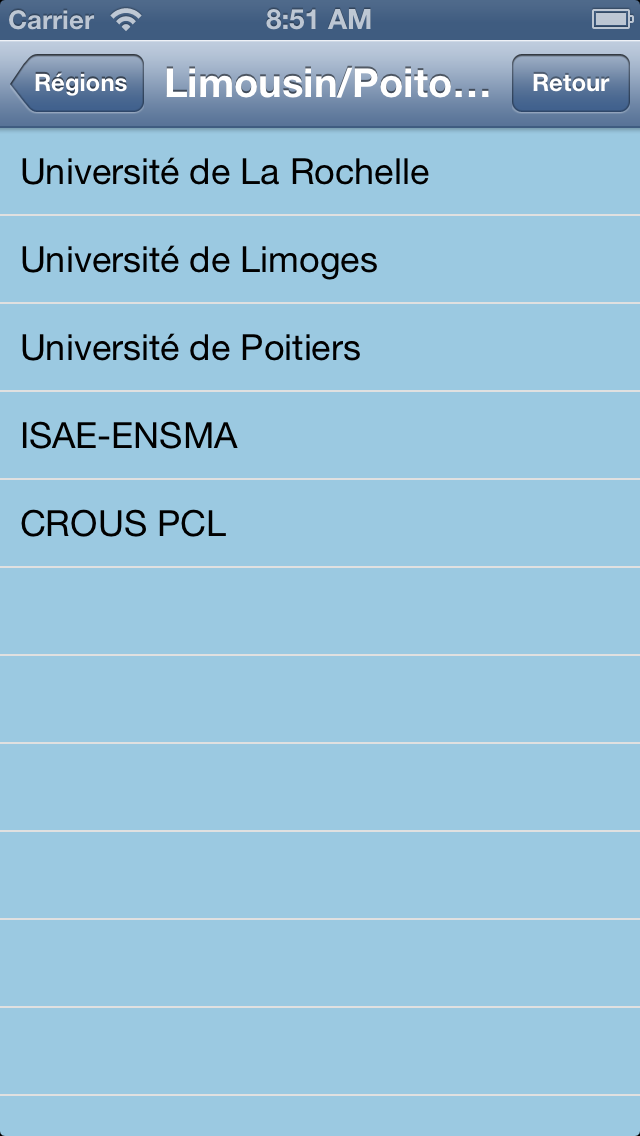 Carrier 8:51 AM
Régions Limousin/Poito... Retour
Université de La Rochelle
Université de Limoges
Université de Poitiers
ISAE-ENSMA
CROUS PCL